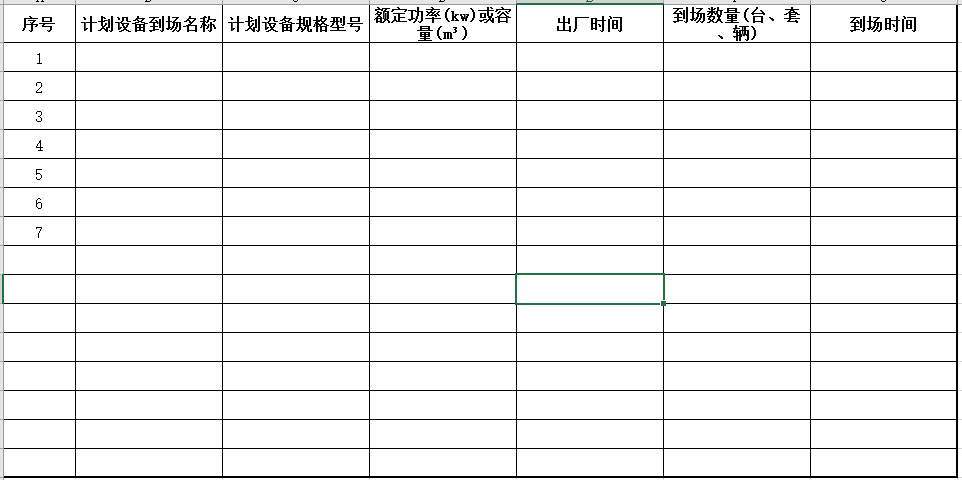 序号
计划设备到场名称
计划设备规格型号
额定功率(kw)或容
量(m³)
出厂时间
到场数量(台、套
、辆)
到场时间
1
2
3
4
5
6
7